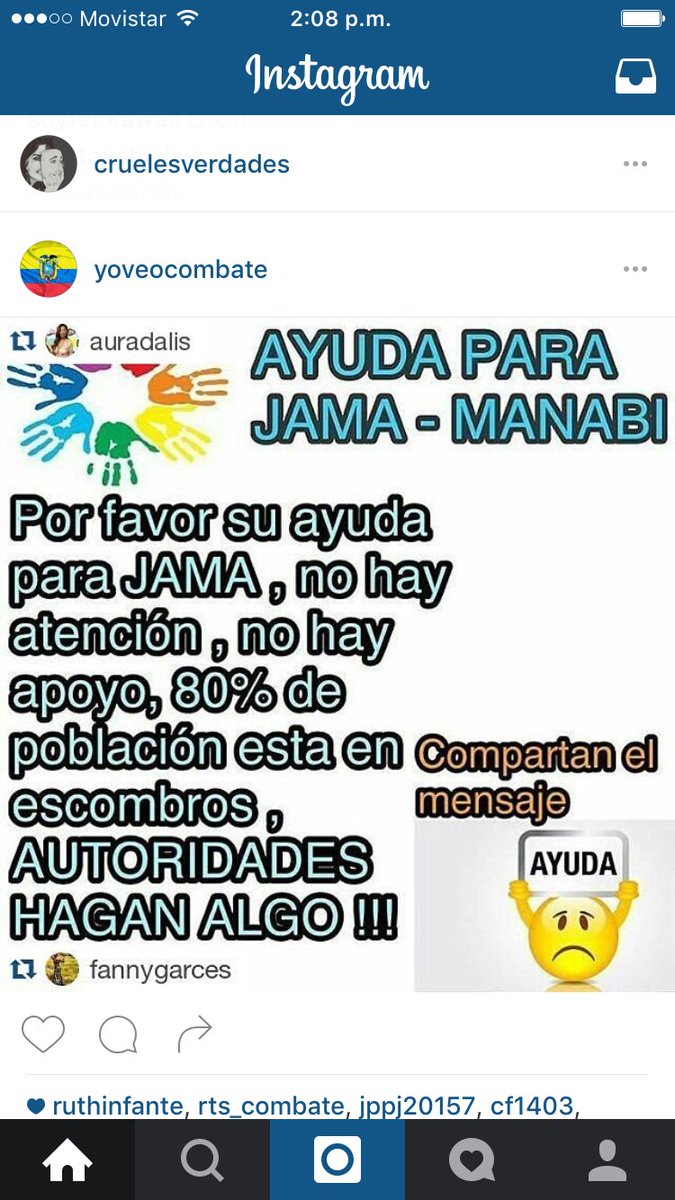 Movistar 2:08 p.m.
Instagram
cruelesverdades
yoveocombate
auradalis
AYUDA PARA
JAMA - MANABI
Por favor su ayuda
para JAMA , no hay
atención , no hay
apoyo, 80% de
población esta en
escombros ,
AUTORIDADES
HAGAN ALGO !!!
Compartan el
mensaje
AYUDA
fannygarces
ruthinfante, rts_combate, jppj20157, cf1403,